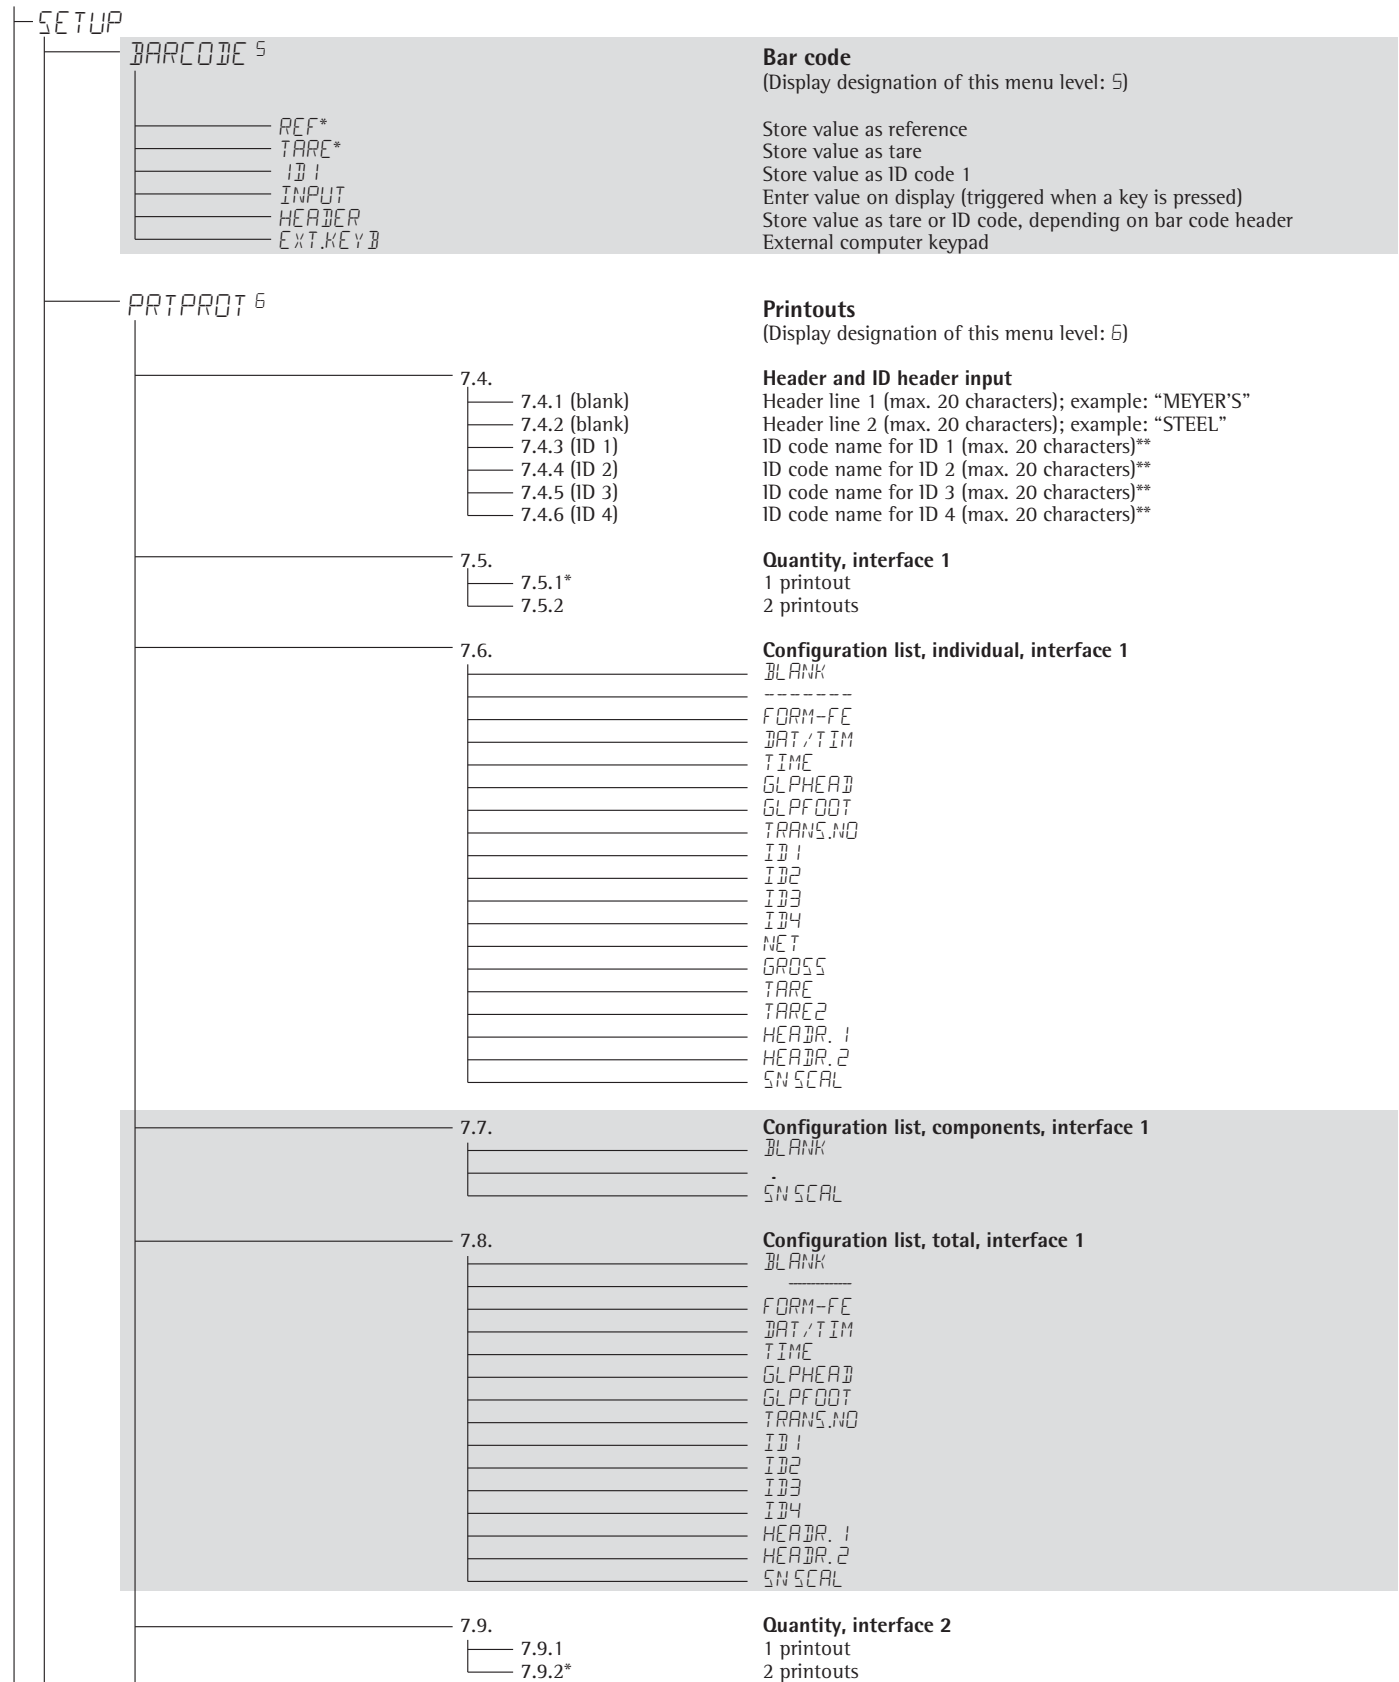 SETUP
BARCODE 5 Bar code
(Display designation of this menu level: 5)
REF* Store value as reference
TARE* Store value as tare
ID1 Store value as ID code 1
INPUT Enter value on display (triggered when a key is pressed)
HEADER Store value as tare or ID code, depending on bar code header
EXT.KEYB External computer keypad
PRTPROT 6 Printouts
(Display designation of this menu level: 6)
7.4. Header and ID header input
7.4.1 (blank) Header line 1 (max. 20 characters); example: “MEYER’S”
7.4.2 (blank) Header line 2 (max. 20 characters); example: “STEEL”
7.4.3 (ID 1) ID code name for ID 1 (max. 20 characters)**
7.4.4 (ID 2) ID code name for ID 2 (max. 20 characters)**
7.4.5 (ID 3) ID code name for ID 3 (max. 20 characters)**
7.4.6 (ID 4) ID code name for ID 4 (max. 20 characters)**
7.5. Quantity, interface 1
7.5.1* 1 printout
7.5.2 2 printouts
7.6. Configuration list, individual, interface 1
BLANK
-------
FORM-FE
DAT/TIM
TIME
GLPHEAD
GLPFOOT
TRANS.NO
ID1
ID2
ID3
ID4
NET
GROSS
TARE
TARE2
HEADR. 1
HEADR. 2
SN SCAL
7.7. Configuration list, components, interface 1
BLANK
.
SN SCAL
7.8. Configuration list, total, interface 1
BLANK
--------------
FORM-FE
DAT/TIM
TIME
GLPHEAD
GLPFOOT
TRANS.NO
ID1
ID2
ID3
ID4
HEADR. 1
HEADR. 2
SN SCAL
7.9. Quantity, interface 2
7.9.1 1 printout
7.9.2* 2 printouts